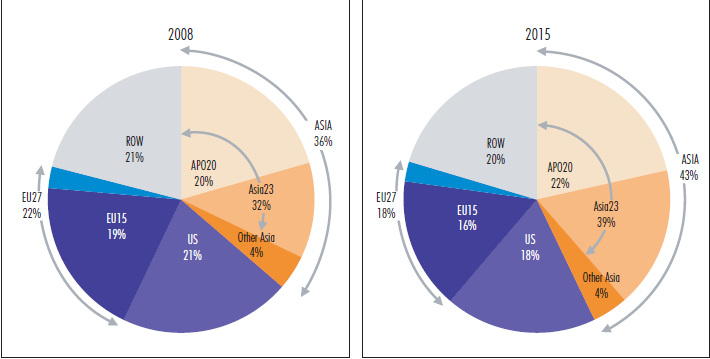 2008
ASIA
36%
ROW
21%
APO20
20%
Asia23
32%
EU27
22%
EU15
19%
US
21%
Other Asia
4%
2015
ASIA
43%
ROW
20%
APO20
22%
Asia23
39%
EU27
18%
EU15
16%
US
18%
Other Asia
4%